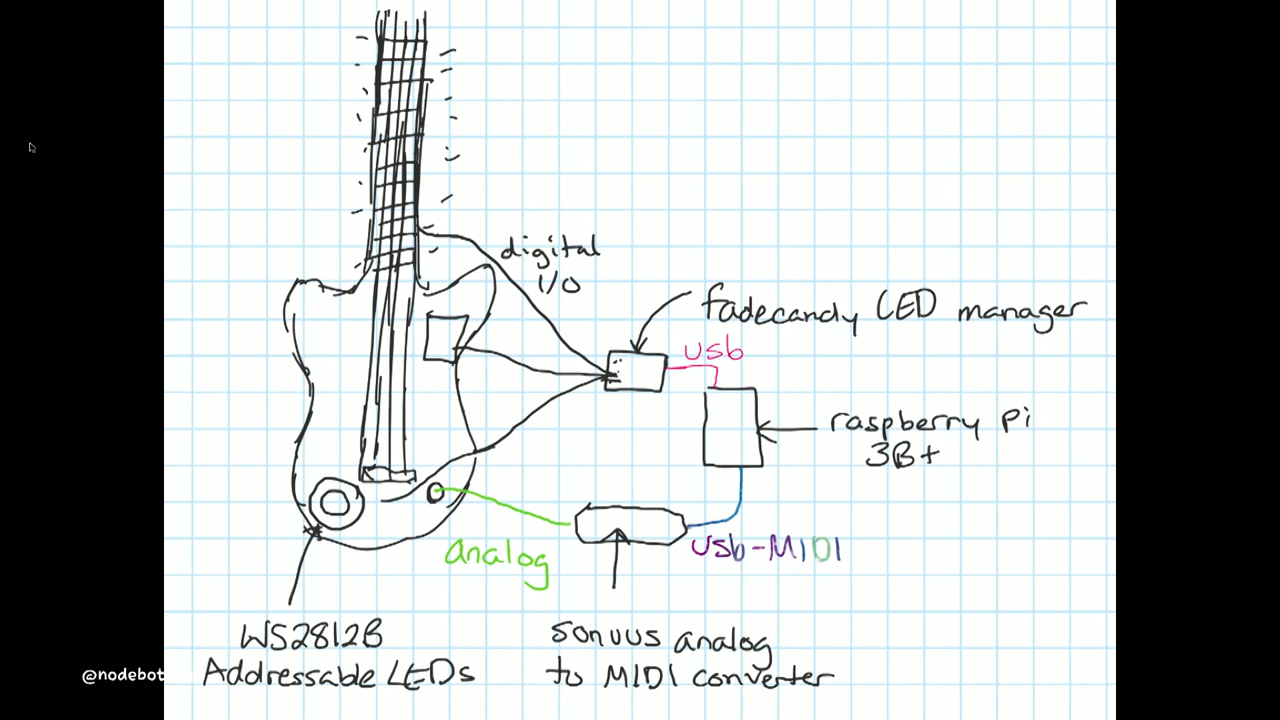 digital
I/O
fadecandy LED manager
usb
raspberry pi
3B+
analog
usb-MIDI
WS2812B
Addressable LEDs
sonuus analog
to MIDI converter
@nodebot